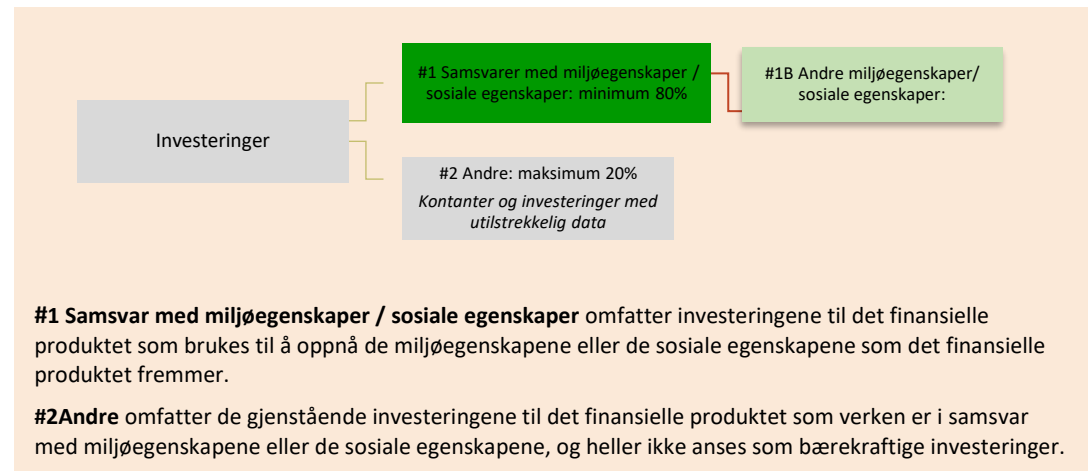 #1 Samsvarer med miljøegenskaper /
sosiale egenskaper: minimum 80%
#1B Andre miljøegenskaper/
sosiale egenskaper:
Investeringer
#2 Andre: maksimum 20%
Kontanter og investeringer med
utilstrekkelig data
#1 Samsvar med miljøegenskaper / sosiale egenskaper omfatter investeringene til det finansielle
produktet som brukes til å oppnå de miljøegenskapene eller de sosiale egenskapene som det finansielle
produktet fremmer.
#2Andre omfatter de gjenstående investeringene til det finansielle produktet som verken er i samsvar
med miljøegenskapene eller de sosiale egenskapene, og heller ikke anses som bærekraftige investeringer.